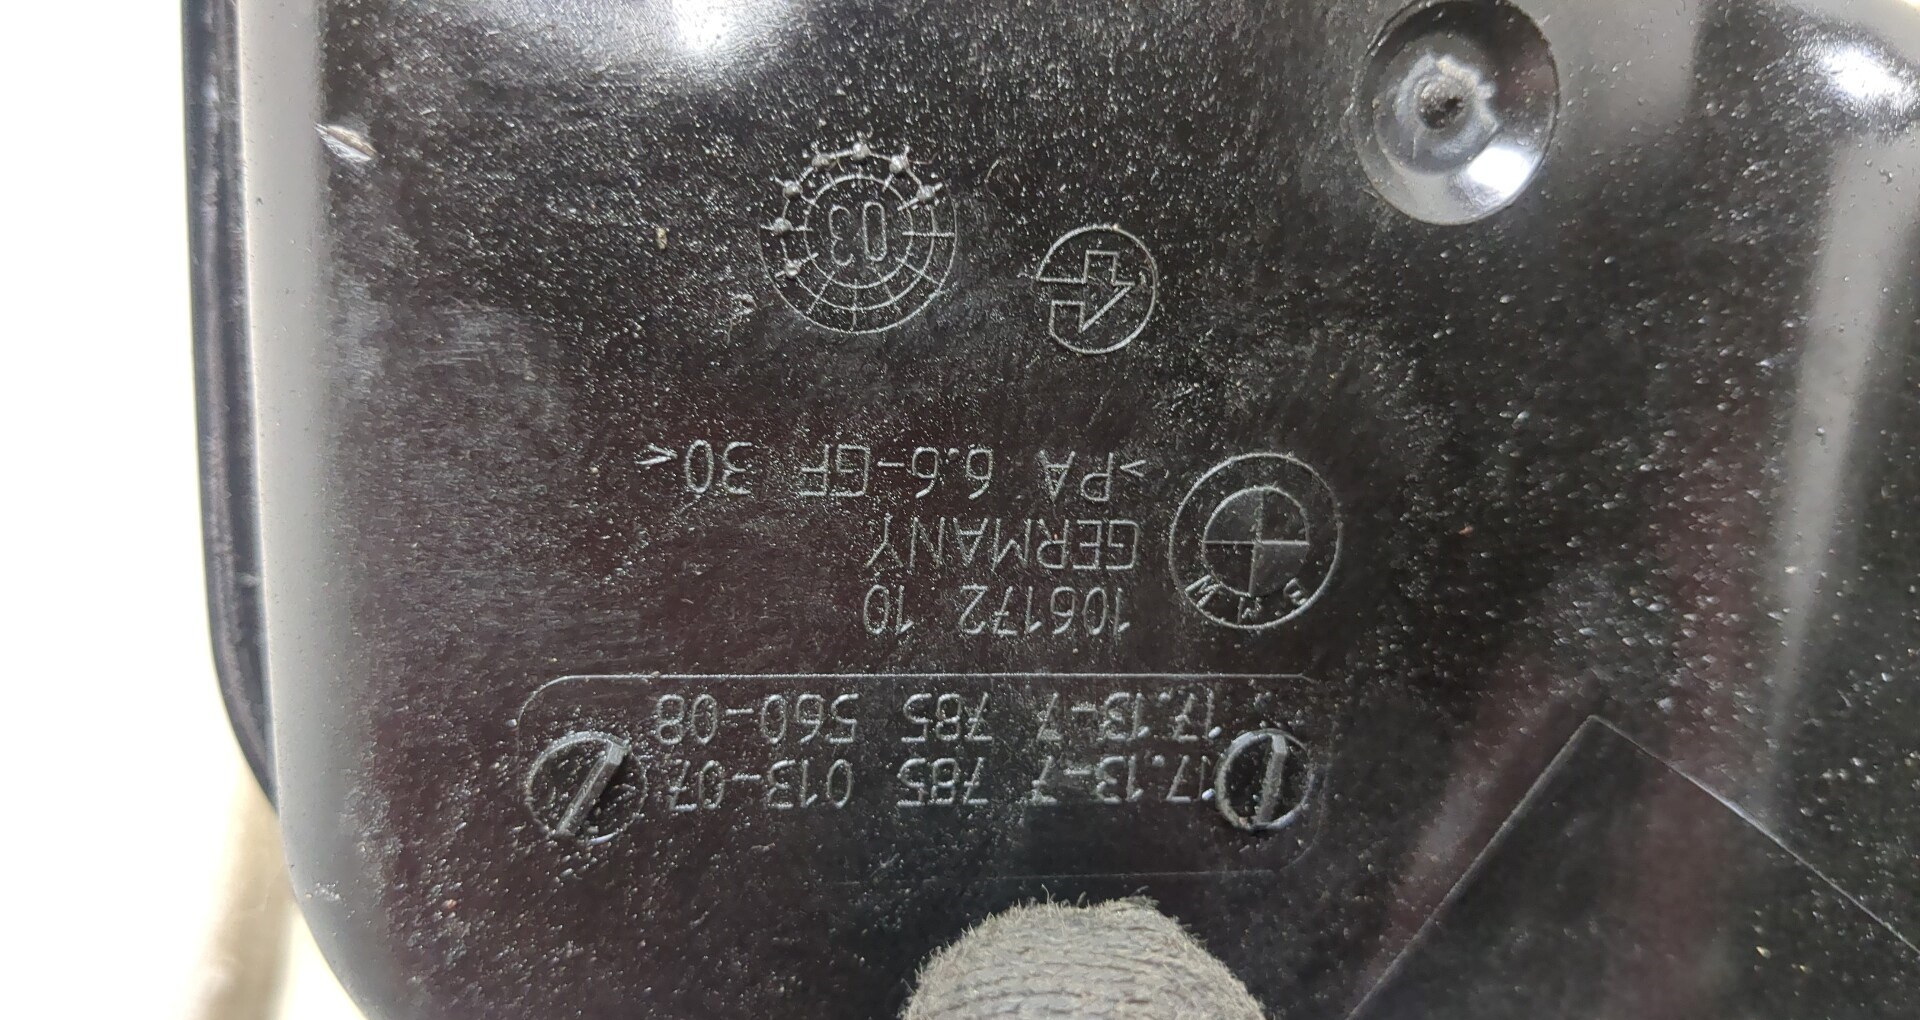 17.13-7 785 013-07
17.13-7 785 560-08
BMW
106172 10
GERMANY
>PA 6.6-GF 30<
03